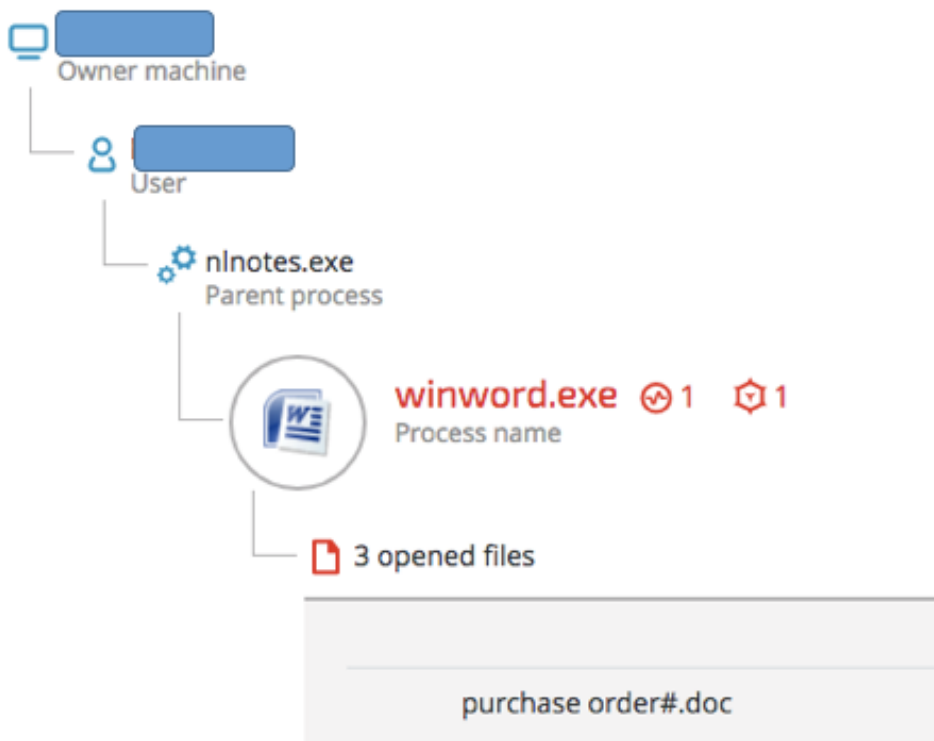 Owner machine
User
nlnotes.exe
Parent process
winword.exe 1 1
Process name
3 opened files
purchase order#.doc